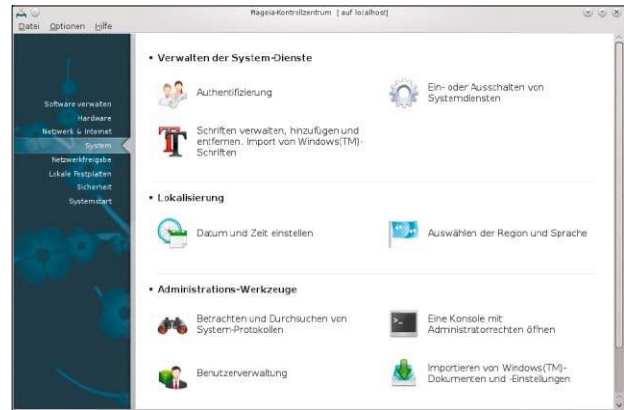 Mageia-Kontrollzentrum [auf localhost]
Datei Optionen Hilfe
Software verwalten
Hardware
Netzwerk & Internet
System
Netzwerkfreigabe
Lokale Festplatten
Sicherheit
Systemstart
• Verwalten der System-Dienste
Authentifizierung
Ein- oder Ausschalten von
Systemdiensten
Schriften verwalten, hinzufügen und
entfernen. Import von Windows(TM)-
Schriften
• Lokalisierung
Datum und Zeit einstellen
Auswählen der Region und Sprache
• Administrations-Werkzeuge
Betrachten und Durchsuchen von
System-Protokollen
Eine Konsole mit
Administratorrechten öffnen
Benutzerverwaltung
Importieren von Windows(TM)-
Dokumenten und -Einstellungen